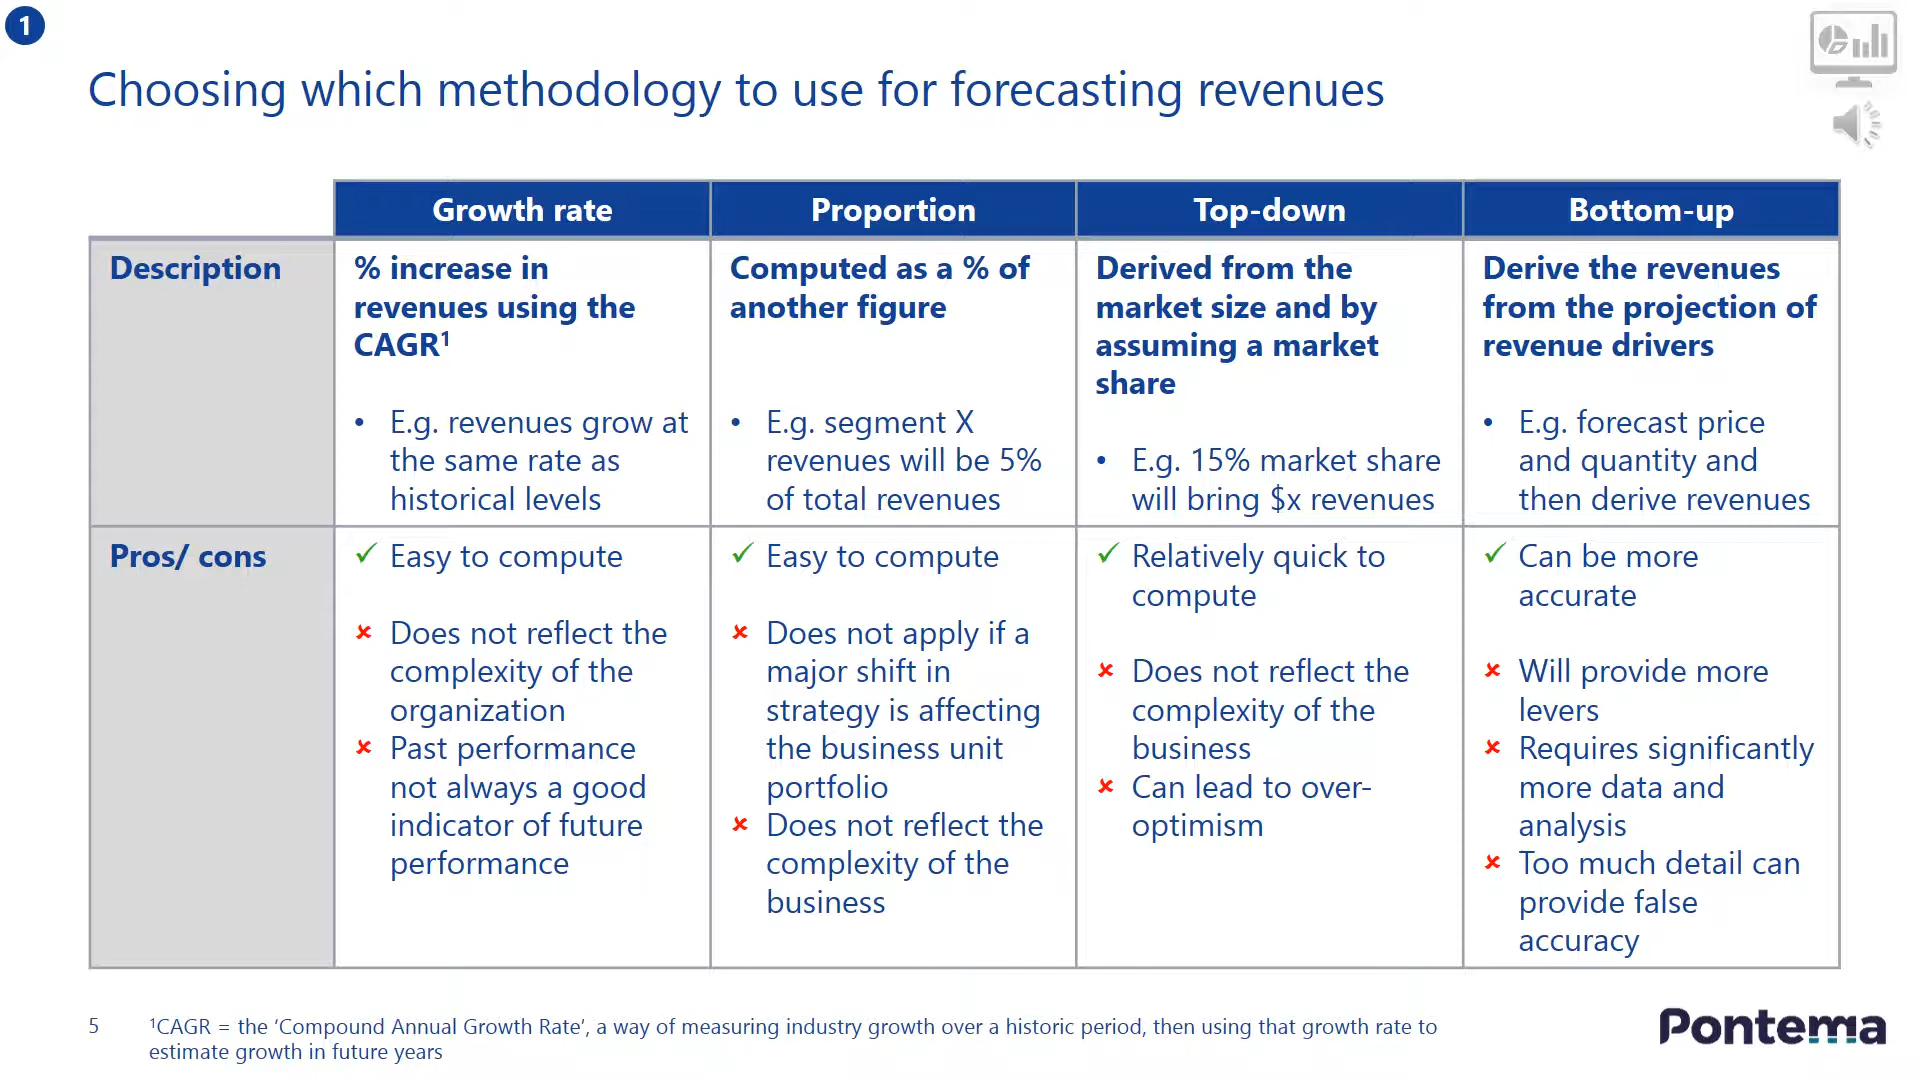 1
Choosing which methodology to use for forecasting revenues
Growth rate
Proportion
Top-down
Bottom-up
Description
% increase in
revenues using the
CAGR¹
• E.g. revenues grow at
the same rate as
historical levels
Computed as a % of
another figure
• E.g. segment X
revenues will be 5%
of total revenues
Derived from the
market size and by
assuming a market
share
• E.g. 15% market share
will bring $x revenues
Derive the revenues
from the projection of
revenue drivers
• E.g. forecast price
and quantity and
then derive revenues
Pros/ cons
✓ Easy to compute
✘ Does not reflect the
complexity of the
organization
✘ Past performance
not always a good
indicator of future
performance
✓ Easy to compute
✘ Does not apply if a
major shift in
strategy is affecting
the business unit
portfolio
✘ Does not reflect the
complexity of the
business
✓ Relatively quick to
compute
✘ Does not reflect the
complexity of the
business
✘ Can lead to over-
optimism
✓ Can be more
accurate
✘ Will provide more
levers
✘ Requires significantly
more data and
analysis
✘ Too much detail can
provide false
accuracy
5
¹CAGR = the ‘Compound Annual Growth Rate’, a way of measuring industry growth over a historic period, then using that growth rate to
estimate growth in future years
Pontema